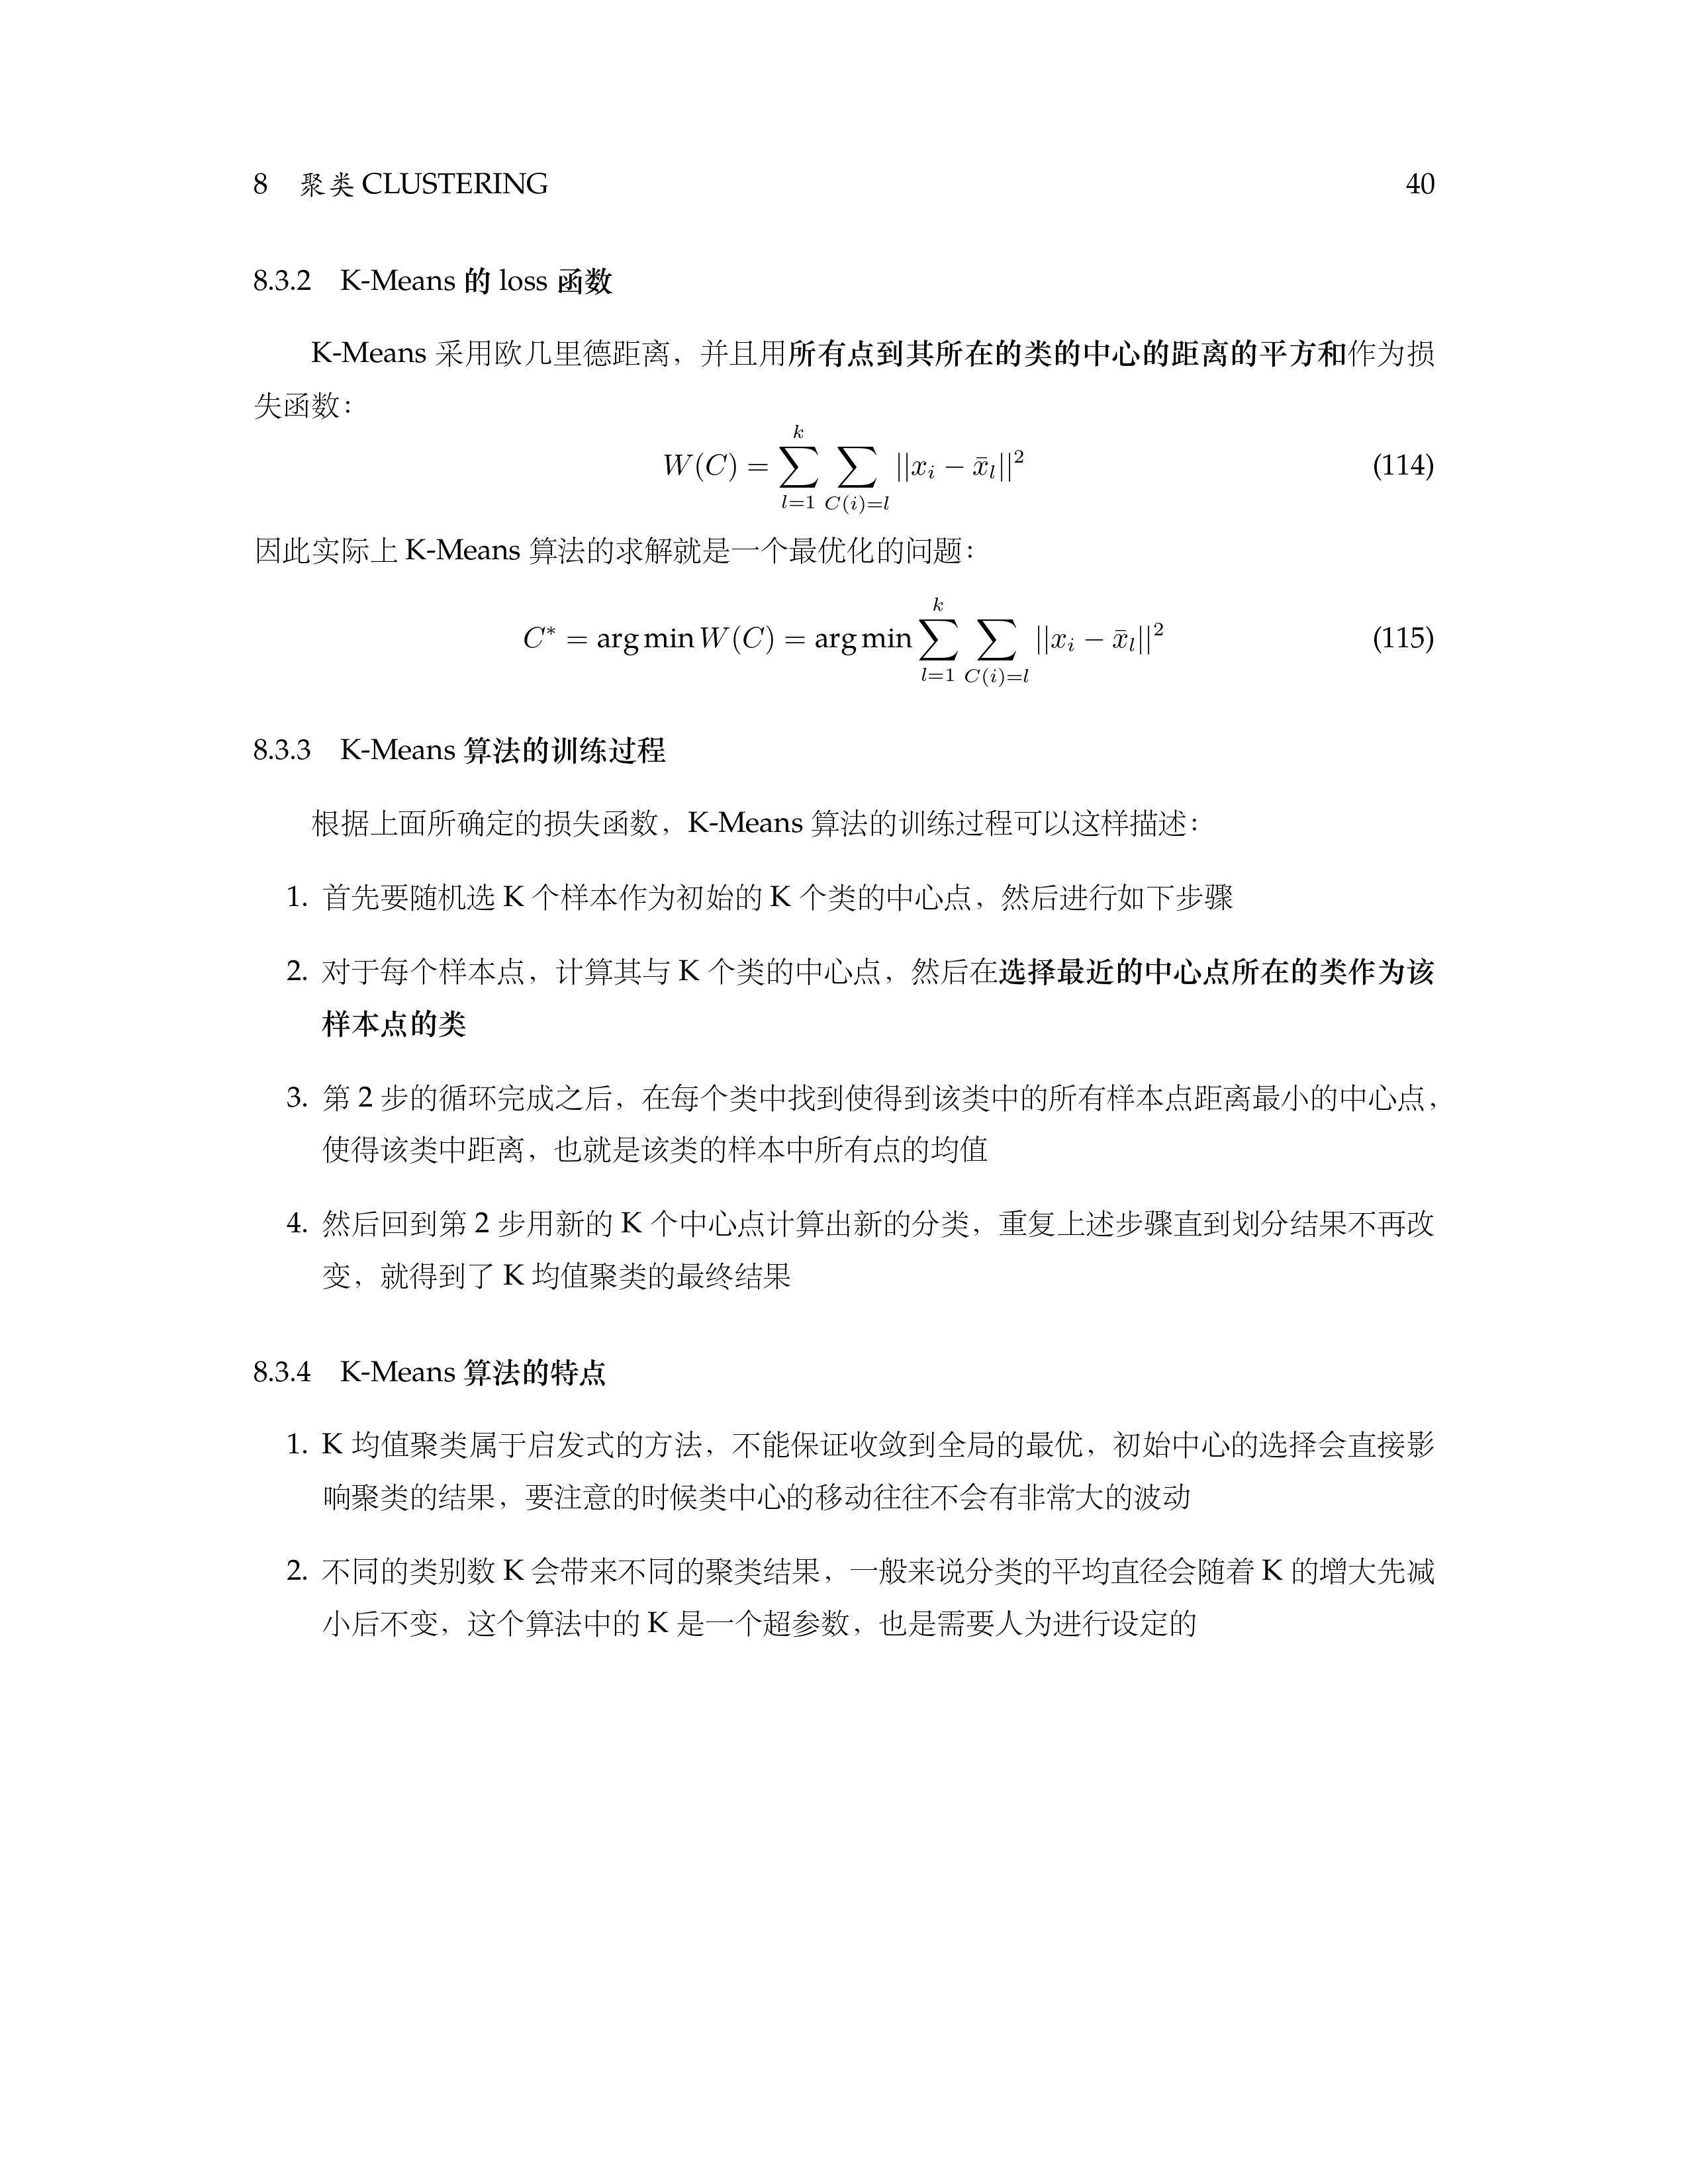 8 聚类 CLUSTERING 40
8.3.2 K-Means 的 loss 函数
K-Means 采用欧几里德距离，并且用所有点到其所在的类的中心的距离的平方和作为损
失函数：
W(C) = \sum_{l=1}^{k} \sum_{C(i)=l} ||x_i − \bar{x}_l||^2 (114)
因此实际上 K-Means 算法的求解就是一个最优化的问题：
C^* = arg min W(C) = arg min \sum_{l=1}^{k} \sum_{C(i)=l} ||x_i − \bar{x}_l||^2 (115)
8.3.3 K-Means 算法的训练过程
根据上面所确定的损失函数，K-Means 算法的训练过程可以这样描述：
1. 首先要随机选 K 个样本作为初始的 K 个类的中心点，然后进行如下步骤
2. 对于每个样本点，计算其与 K 个类的中心点，然后在选择最近的中心点所在的类作为该
样本点的类
3. 第 2 步的循环完成之后，在每个类中找到使得到该类中的所有样本点距离最小的中心点，
使得该类中距离，也就是该类的样本中所有点的均值
4. 然后回到第 2 步用新的 K 个中心点计算出新的分类，重复上述步骤直到划分结果不再改
变，就得到了 K 均值聚类的最终结果
8.3.4 K-Means 算法的特点
1. K 均值聚类属于启发式的方法，不能保证收敛到全局的最优，初始中心的选择会直接影
响聚类的结果，要注意的时候类中心的移动往往不会有非常大的波动
2. 不同的类别数 K 会带来不同的聚类结果，一般来说分类的平均直径会随着 K 的增大先减
小后不变，这个算法中的 K 是一个超参数，也是需要人为进行设定的